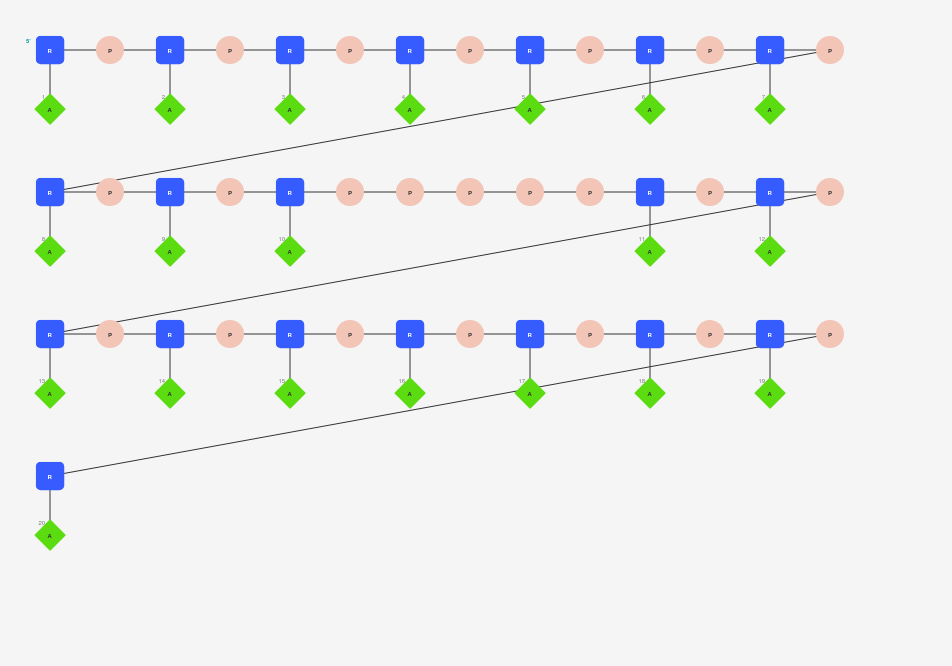 5'
R P R P R P R P R P R P R P
1 2 3 4 5 6 7
A A A A A A A
R P R P R P P P P P R P R P
8 9 10 11 12
A A A A A
R P R P R P R P R P R P R P
13 14 15 16 17 18 19
A A A A A A A
R
20
A